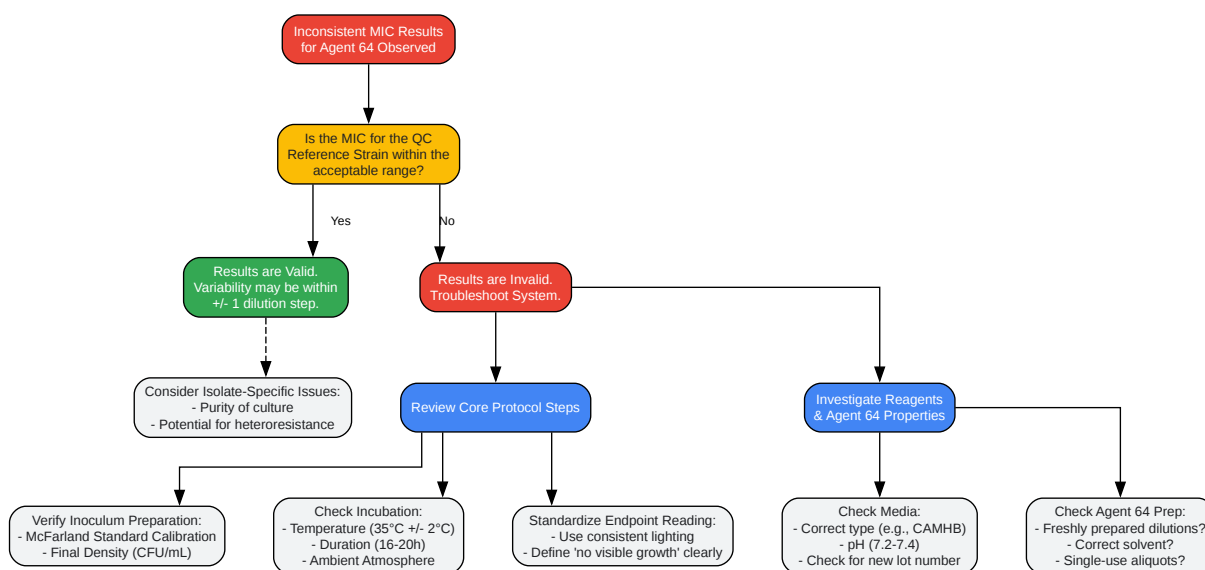 Inconsistent MIC Results
for Agent 64 Observed
Is the MIC for the QC
Reference Strain within the
acceptable range?
Yes
No
Results are Valid.
Variability may be within
+/- 1 dilution step.
Results are Invalid.
Troubleshoot System.
Consider Isolate-Specific Issues:
- Purity of culture
- Potential for heteroresistance
Review Core Protocol Steps
Investigate Reagents
& Agent 64 Properties
Verify Inoculum Preparation:
- McFarland Standard Calibration
- Final Density (CFU/mL)
Check Incubation:
- Temperature (35°C +/- 2°C)
- Duration (16-20h)
- Ambient Atmosphere
Standardize Endpoint Reading:
- Use consistent lighting
- Define 'no visible growth' clearly
Check Media:
- Correct type (e.g., CAMHB)
- pH (7.2-7.4)
- Check for new lot number
Check Agent 64 Prep:
- Freshly prepared dilutions?
- Correct solvent?
- Single-use aliquots?